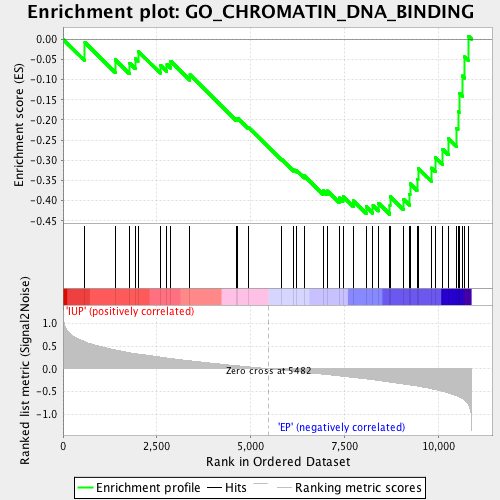 Enrichment plot: GO_CHROMATIN_DNA_BINDING
Enrichment score (ES)
0.00
-0.05
-0.10
-0.15
-0.20
-0.25
-0.30
-0.35
-0.40
-0.45
Ranked list metric (Signal2Noise)
1.0
0.5
0.0
-0.5
-1.0
'IUP' (positively correlated)
Zero cross at 5482
'EP' (negatively correlated)
0
2,500
5,000
7,500
10,000
Rank in Ordered Dataset
Enrichment profile
Hits
Ranking metric scores